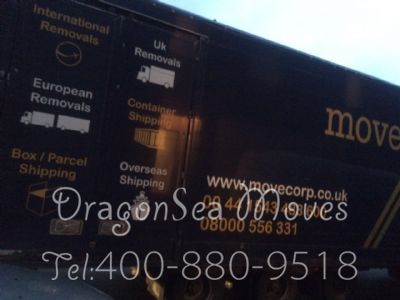 International
Removals
Uk
Removals
European
Removals
Container
Shipping
Box / Parcel
Shipping
Overseas
Shipping
move
www.movecorp.co.uk
08000 556 331
DragonSea Moves
Tel:400-880-9518